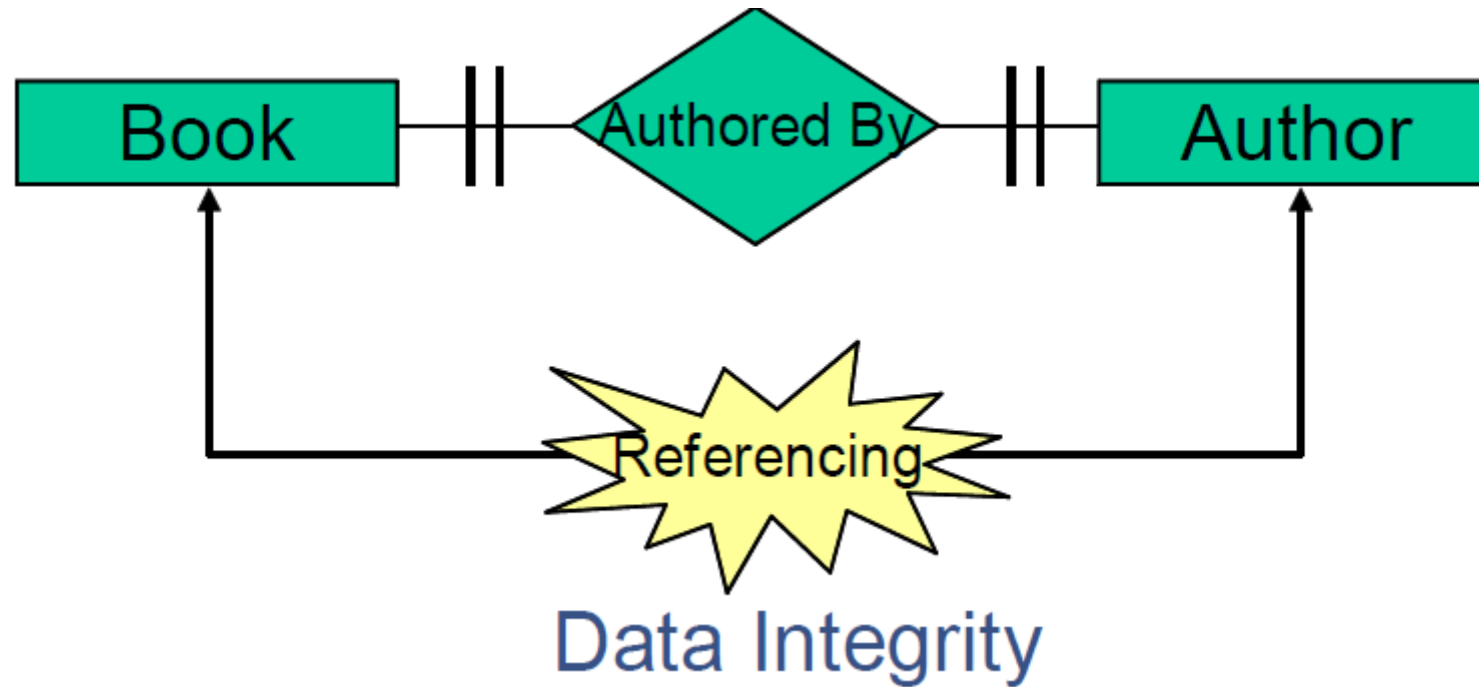 Book
Authored By
Author
Referencing
Data Integrity